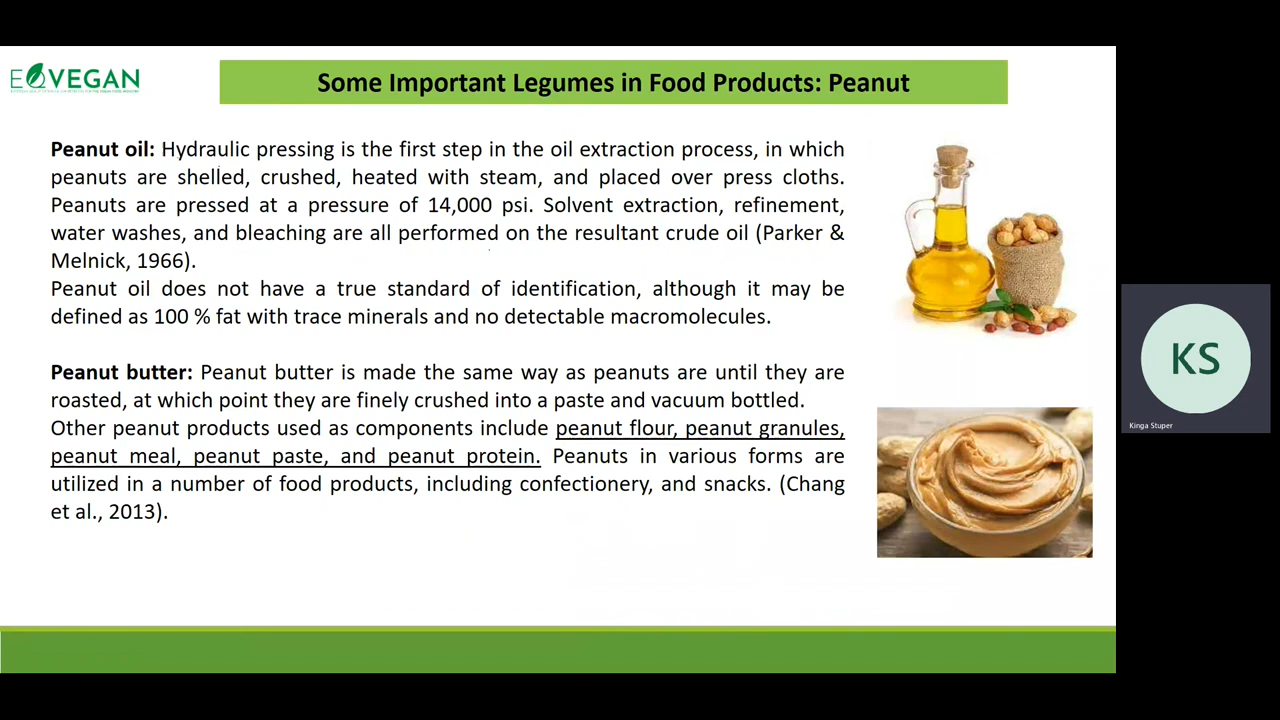 EQVEGAN
Some Important Legumes in Food Products: Peanut
Peanut oil: Hydraulic pressing is the first step in the oil extraction process, in which
peanuts are shelled, crushed, heated with steam, and placed over press cloths.
Peanuts are pressed at a pressure of 14,000 psi. Solvent extraction, refinement,
water washes, and bleaching are all performed on the resultant crude oil (Parker &
Melnick, 1966).
Peanut oil does not have a true standard of identification, although it may be
defined as 100 % fat with trace minerals and no detectable macromolecules.
Peanut butter: Peanut butter is made the same way as peanuts are until they are
roasted, at which point they are finely crushed into a paste and vacuum bottled.
Other peanut products used as components include peanut flour, peanut granules,
peanut meal, peanut paste, and peanut protein. Peanuts in various forms are
utilized in a number of food products, including confectionery, and snacks. (Chang
et al., 2013).
KS
Kinga Stuper